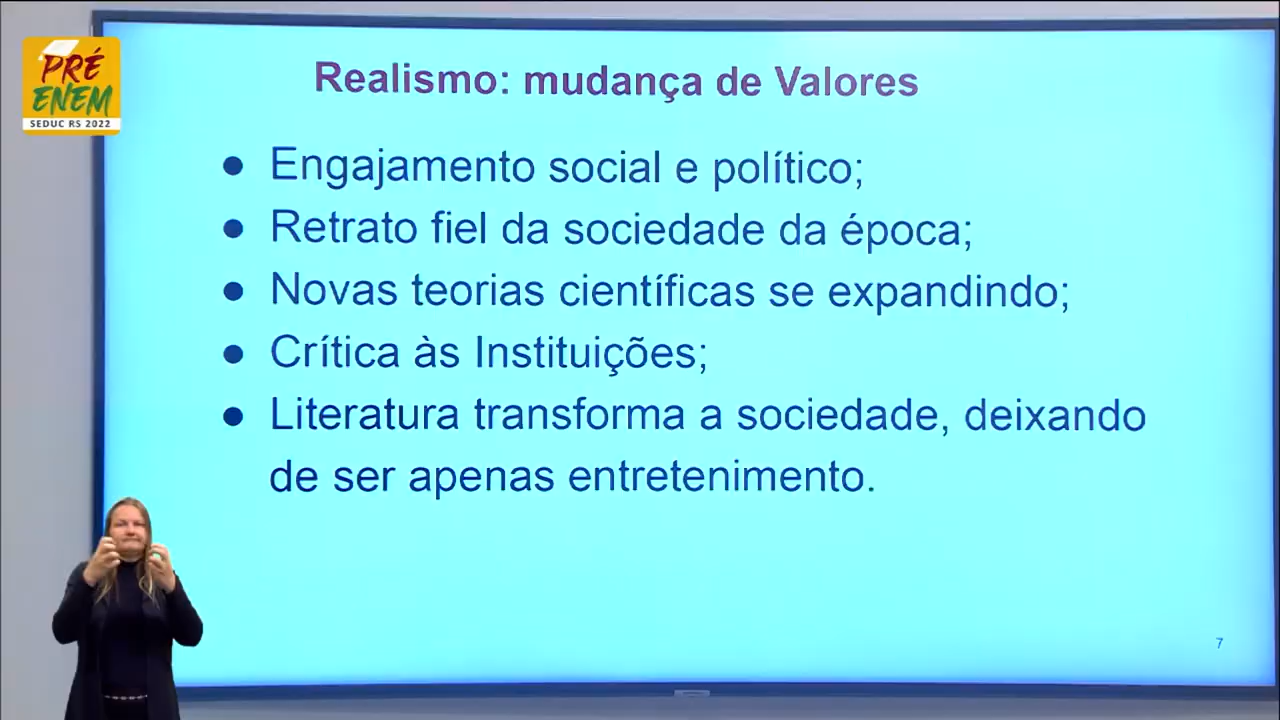 PRÉ
ENEM
SEDUC RS 2022
Realismo: mudança de Valores
● Engajamento social e político;
● Retrato fiel da sociedade da época;
● Novas teorias científicas se expandindo;
● Crítica às Instituições;
● Literatura transforma a sociedade, deixando
de ser apenas entretenimento.
7